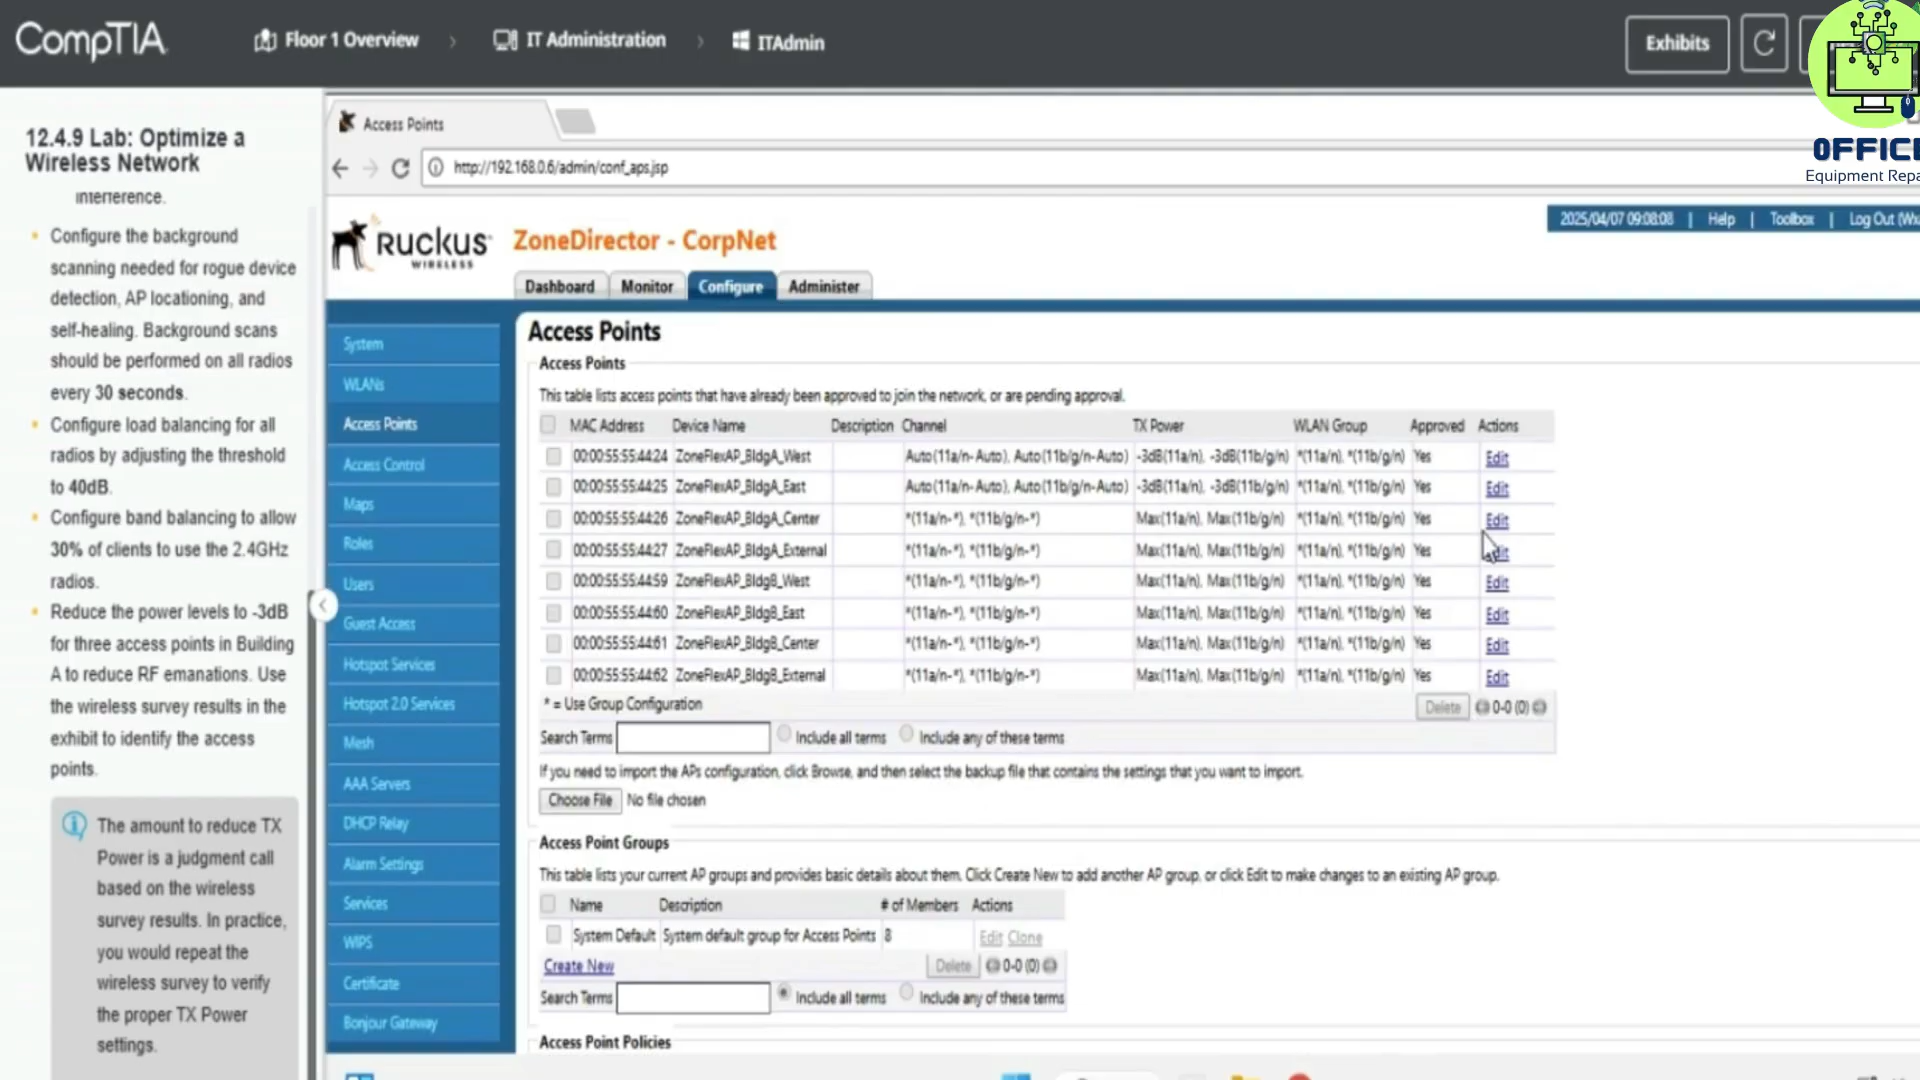 CompTIA
Floor 1 Overview > IT Administration > ITAdmin
Exhibits
OFFICE
Equipment Repa
12.4.9 Lab: Optimize a
Wireless Network
interference.
• Configure the background
scanning needed for rogue device
detection, AP locationing, and
self-healing. Background scans
should be performed on all radios
every 30 seconds.
• Configure load balancing for all
radios by adjusting the threshold
to 40dB.
• Configure band balancing to allow
30% of clients to use the 2.4GHz
radios.
• Reduce the power levels to -3dB
for three access points in Building
A to reduce RF emanations. Use
the wireless survey results in the
exhibit to identify the access
points.
The amount to reduce TX
Power is a judgment call
based on the wireless
survey results. In practice,
you would repeat the
wireless survey to verify
the proper TX Power
settings.
Access Points
http://192.168.0.6/admin/conf_aps.jsp
2025/04/07 09:08:08 | Help | Toolbox | Log Out (Wx
RUCKUS WIRELESS
ZoneDirector - CorpNet
Dashboard Monitor Configure Administer
System
WLANs
Access Points
Access Control
Maps
Roles
Users
Guest Access
Hotspot Services
Hotspot 2.0 Services
Mesh
AAA Servers
DHCP Relay
Alarm Settings
Services
WIPS
Certificate
Bonjour Gateway
Access Points
Access Points
This table lists access points that have already been approved to join the network, or are pending approval.
MAC Address Device Name Description Channel TX Power WLAN Group Approved Actions
00:00:55:55:44:24 ZoneFlexAP_BldgA_West Auto(11a/n-Auto), Auto(11b/g/n-Auto) -3dB(11a/n), -3dB(11b/g/n) *(11a/n), *(11b/g/n) Yes Edit
00:00:55:55:44:25 ZoneFlexAP_BldgA_East Auto(11a/n-Auto), Auto(11b/g/n-Auto) -3dB(11a/n), -3dB(11b/g/n) *(11a/n), *(11b/g/n) Yes Edit
00:00:55:55:44:26 ZoneFlexAP_BldgA_Center *(11a/n-*), *(11b/g/n-*) Max(11a/n), Max(11b/g/n) *(11a/n), *(11b/g/n) Yes Edit
00:00:55:55:44:27 ZoneFlexAP_BldgA_External *(11a/n-*), *(11b/g/n-*) Max(11a/n), Max(11b/g/n) *(11a/n), *(11b/g/n) Yes Edit
00:00:55:55:44:59 ZoneFlexAP_BldgB_West *(11a/n-*), *(11b/g/n-*) Max(11a/n), Max(11b/g/n) *(11a/n), *(11b/g/n) Yes Edit
00:00:55:55:44:60 ZoneFlexAP_BldgB_East *(11a/n-*), *(11b/g/n-*) Max(11a/n), Max(11b/g/n) *(11a/n), *(11b/g/n) Yes Edit
00:00:55:55:44:61 ZoneFlexAP_BldgB_Center *(11a/n-*), *(11b/g/n-*) Max(11a/n), Max(11b/g/n) *(11a/n), *(11b/g/n) Yes Edit
00:00:55:55:44:62 ZoneFlexAP_BldgB_External *(11a/n-*), *(11b/g/n-*) Max(11a/n), Max(11b/g/n) *(11a/n), *(11b/g/n) Yes Edit
* = Use Group Configuration Delete 0-0 (0)
Search Terms Include all terms Include any of these terms
If you need to import the APs configuration, click Browse, and then select the backup file that contains the settings that you want to import.
Choose File No file chosen
Access Point Groups
This table lists your current AP groups and provides basic details about them. Click Create New to add another AP group, or click Edit to make changes to an existing AP group.
Name Description # of Members Actions
System Default System default group for Access Points 8 Edit Clone
Create New Delete 0-0 (0)
Search Terms Include all terms Include any of these terms
Access Point Policies